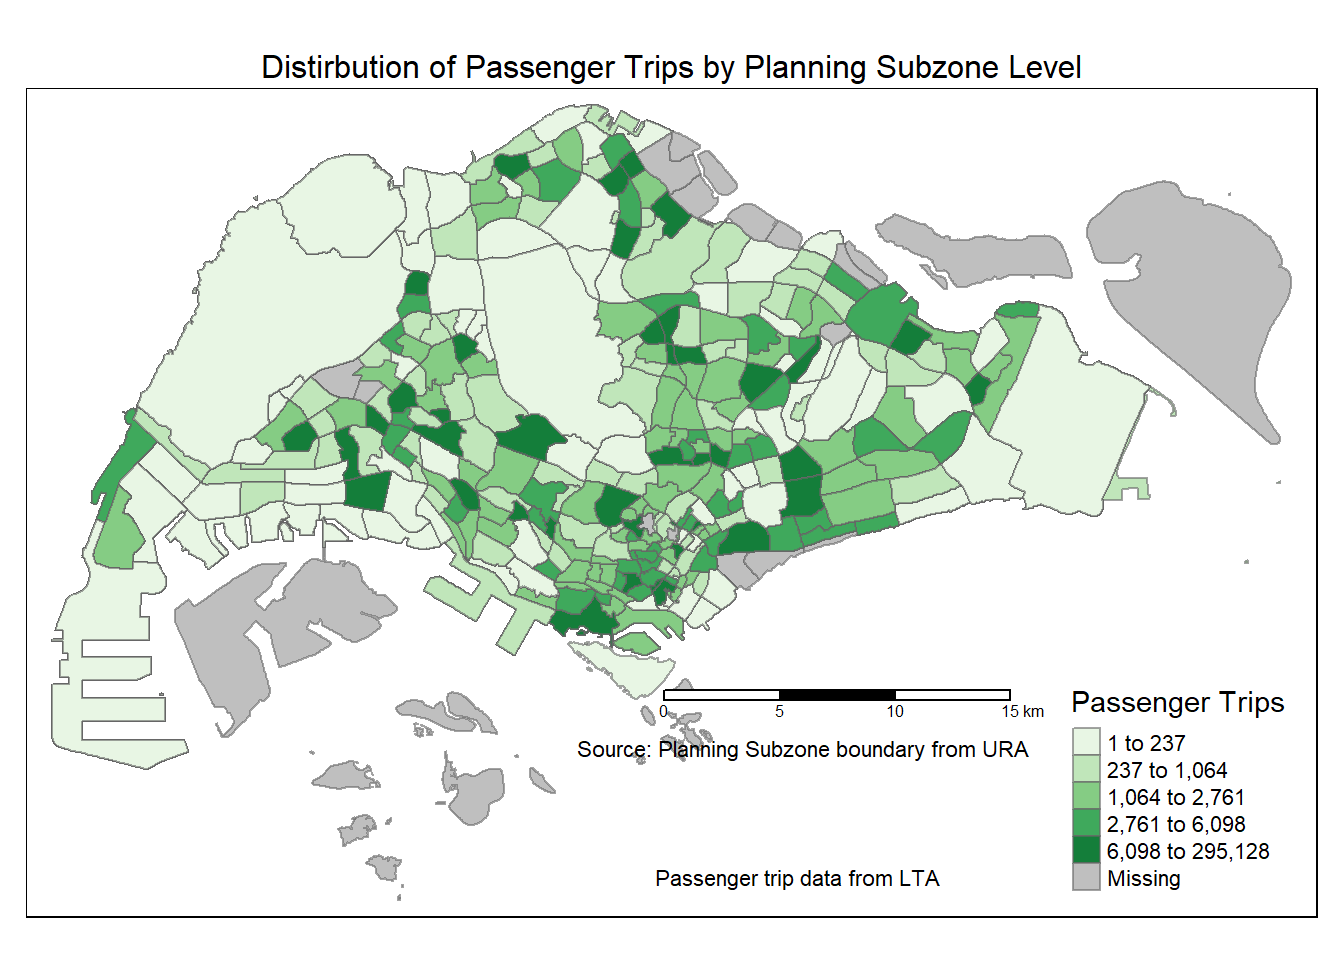 Distirbution of Passenger Trips by Planning Subzone Level
0 5 10 15 km
Source: Planning Subzone boundary from URA
Passenger trip data from LTA
Passenger Trips
1 to 237
237 to 1,064
1,064 to 2,761
2,761 to 6,098
6,098 to 295,128
Missing